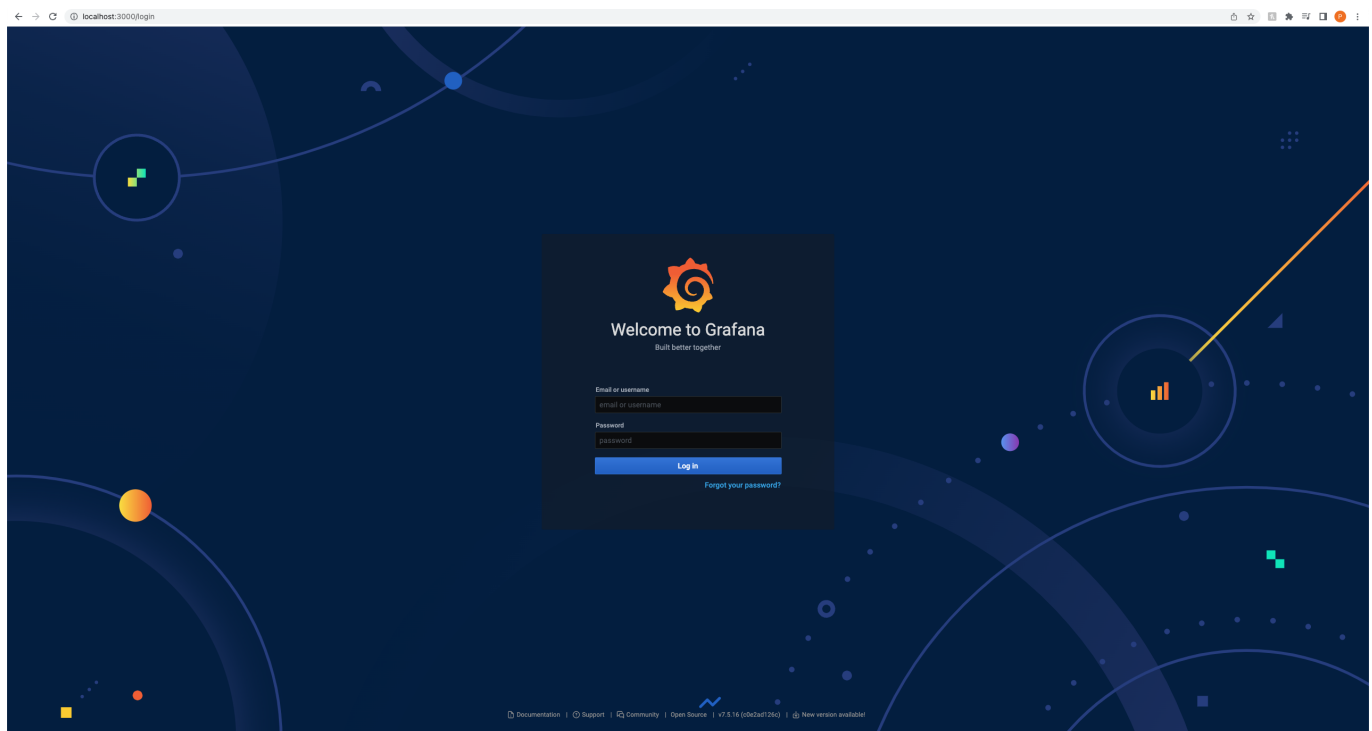 localhost:3000/login
P
Welcome to Grafana
Built better together
Email or username
email or username
Password
password
Log in
Forgot your password?
Documentation | Support | Community | Open Source | v7.5.16 (c0e2ad126c) | New version available!